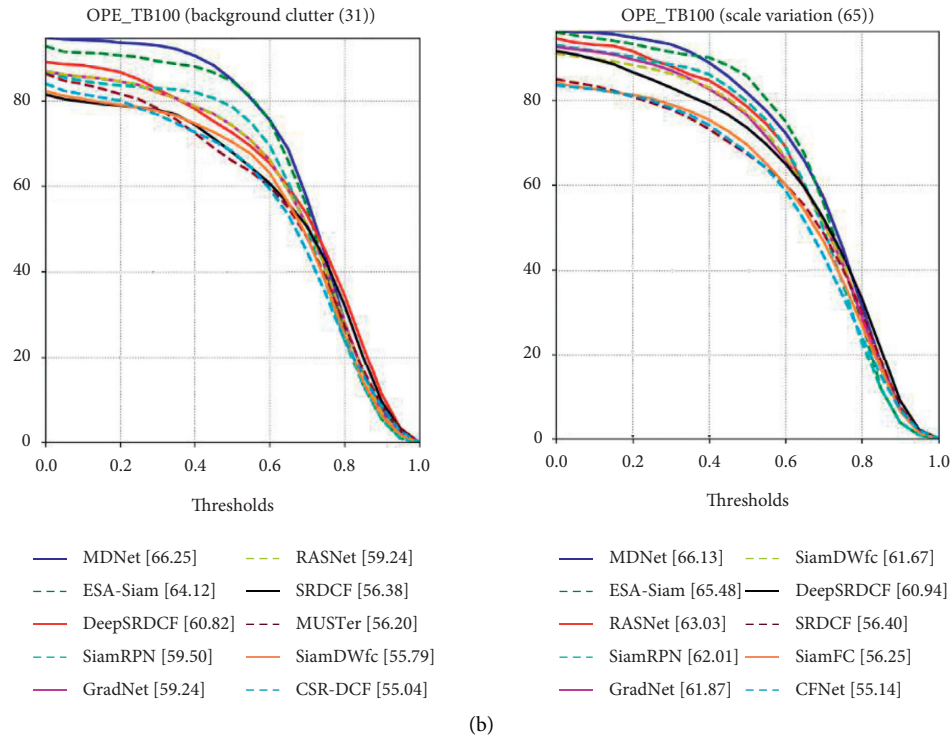 OPE_TB100 (background clutter (31))
80
60
40
20
0
0.0 0.2 0.4 0.6 0.8 1.0
Thresholds
MDNet [66.25]
ESA-Siam [64.12]
DeepSRDCF [60.82]
SiamRPN [59.50]
GradNet [59.24]
RASNet [59.24]
SRDCF [56.38]
MUSTer [56.20]
SiamDWfc [55.79]
CSR-DCF [55.04]
OPE_TB100 (scale variation (65))
80
60
40
20
0
0.0 0.2 0.4 0.6 0.8 1.0
Thresholds
MDNet [66.13]
ESA-Siam [65.48]
RASNet [63.03]
SiamRPN [62.01]
GradNet [61.87]
SiamDWfc [61.67]
DeepSRDCF [60.94]
SRDCF [56.40]
SiamFC [56.25]
CFNet [55.14]
(b)